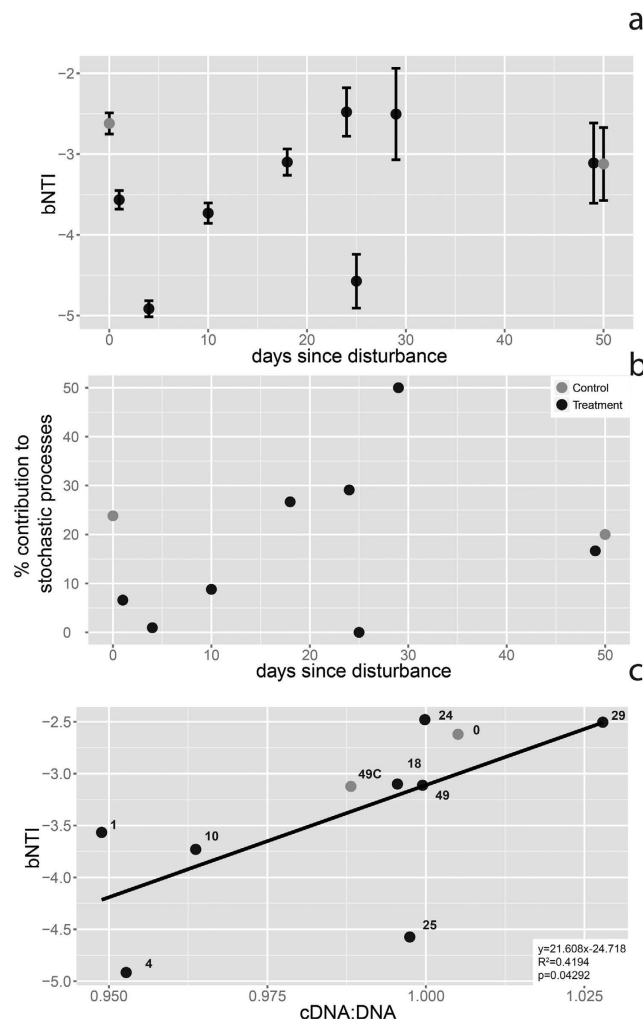 a
−2
−3
−4
−5
bNTI
0
10
20
30
40
50
days since disturbance
b
50
40
30
20
10
0
% contribution to
stochastic processes
Control
Treatment
0
10
20
30
40
50
days since disturbance
c
−2.5
−3.0
−3.5
−4.0
−4.5
−5.0
bNTI
24
0
29
49C
18
49
1
10
25
4
y=21.608x-24.718
R²=0.4194
p=0.04292
0.950
0.975
1.000
1.025
cDNA:DNA